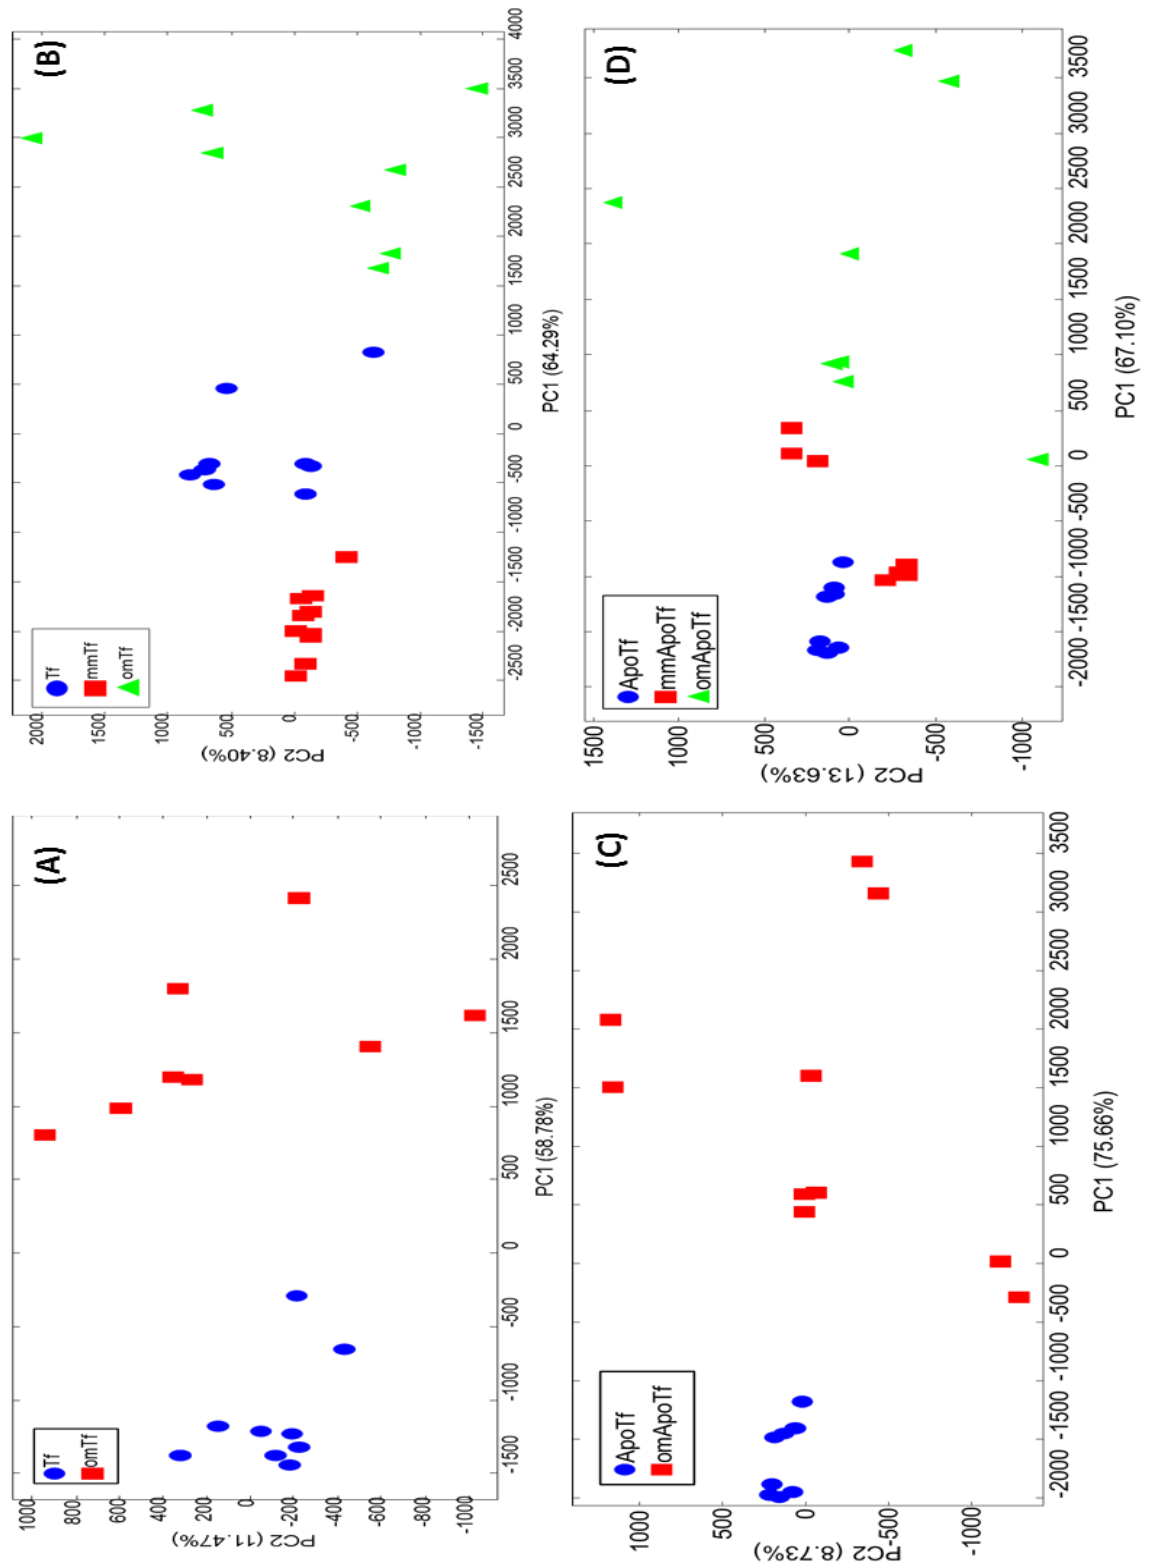 (A)
Tf
omTf
1000
800
600
400
200
0
-200
-400
-600
-800
-1000
PC2 (11.47%)
-1500 -1000 -500 0 500 1000 1500 2000 2500
PC1 (58.78%)
(B)
Tf
mmTf
omTf
2000
1500
1000
500
0
-500
-1000
-1500
PC2 (8.40%)
-2500 -2000 -1500 -1000 -500 0 500 1000 1500 2000 2500 3000 3500 4000
PC1 (64.29%)
(C)
ApoTf
omApoTf
1000
500
0
-500
-1000
PC2 (8.73%)
-2000 -1500 -1000 -500 0 500 1000 1500 2000 2500 3000 3500
PC1 (75.66%)
(D)
ApoTf
mmApoTf
omApoTf
1500
1000
500
0
-500
-1000
PC2 (13.63%)
-2000 -1500 -1000 -500 0 500 1000 1500 2000 2500 3000 3500
PC1 (67.10%)